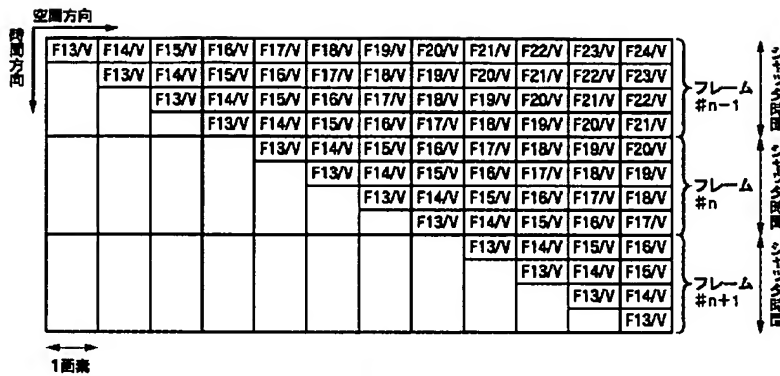 空間方向
時間方向
F13/V F14/V F15/V F16/V F17/V F18/V F19/V F20/V F21/V F22/V F23/V F24/V
F13/V F14/V F15/V F16/V F17/V F18/V F19/V F20/V F21/V F22/V F23/V
F13/V F14/V F15/V F16/V F17/V F18/V F19/V F20/V F21/V F22/V
F13/V F14/V F15/V F16/V F17/V F18/V F19/V F20/V F21/V
フレーム
#n-1
F13/V F14/V F15/V F16/V F17/V F18/V F19/V F20/V
F13/V F14/V F15/V F16/V F17/V F18/V F19/V
F13/V F14/V F15/V F16/V F17/V F18/V
F13/V F14/V F15/V F16/V F17/V
フレーム
#n
F13/V F14/V F15/V F16/V
F13/V F14/V F15/V
F13/V F14/V
F13/V
フレーム
#n+1
1画素